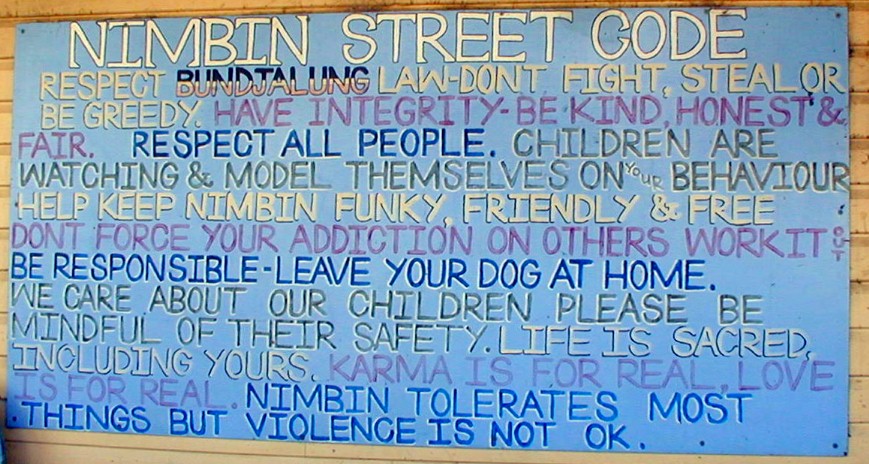 NIMBIN STREET CODE
RESPECT BUNDJALUNG LAW-DONT FIGHT, STEAL,OR
BE GREEDY. HAVE INTEGRITY-BE KIND, HONEST &
FAIR. RESPECT ALL PEOPLE. CHILDREN ARE
WATCHING & MODEL THEMSELVES ON YOUR BEHAVIOUR
HELP KEEP NIMBIN FUNKY, FRIENDLY & FREE
DONT FORCE YOUR ADDICTION ON OTHERS WORK IT OUT
BE RESPONSIBLE-LEAVE YOUR DOG AT HOME.
WE CARE ABOUT OUR CHILDREN PLEASE BE
MINDFUL OF THEIR SAFETY. LIFE IS SACRED,
INCLUDING YOURS. KARMA IS FOR REAL, LOVE
IS FOR REAL. NIMBIN TOLERATES MOST
THINGS BUT VIOLENCE IS NOT OK.